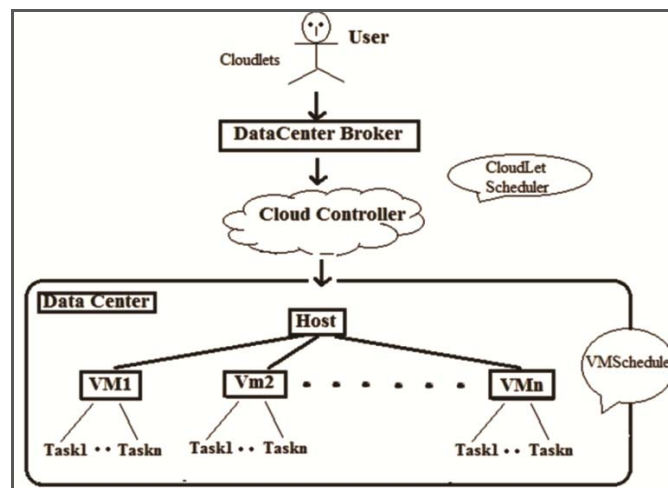 User
Cloudlets
DataCenter Broker
CloudLet
Scheduler
Cloud Controller
Data Center
Host
VMSchedule
VM1
Vm2
VMn
Task1 •• Taskn
Task1 •• Taskn
Task1 •• Taskn